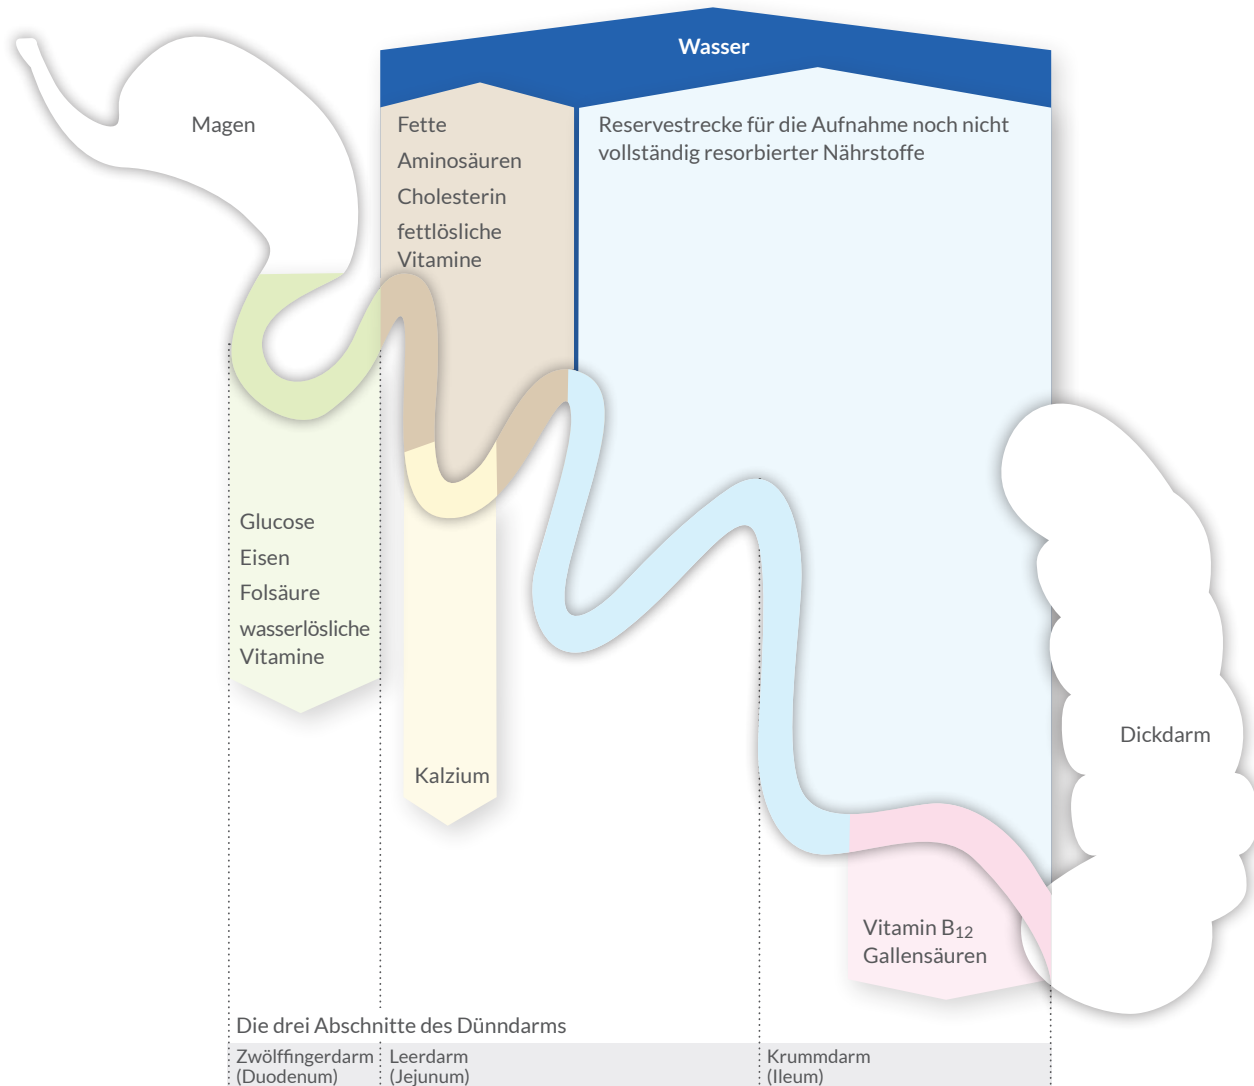 Wasser
Magen
Fette
Aminosäuren
Cholesterin
fettlösliche
Vitamine
Reservestrecke für die Aufnahme noch nicht
vollständig resorbierter Nährstoffe
Glucose
Eisen
Folsäure
wasserlösliche
Vitamine
Kalzium
Dickdarm
Vitamin B₁₂
Gallensäuren
Die drei Abschnitte des Dünndarms
Zwölffingerdarm
(Duodenum)
Leerdarm
(Jejunum)
Krummdarm
(Ileum)